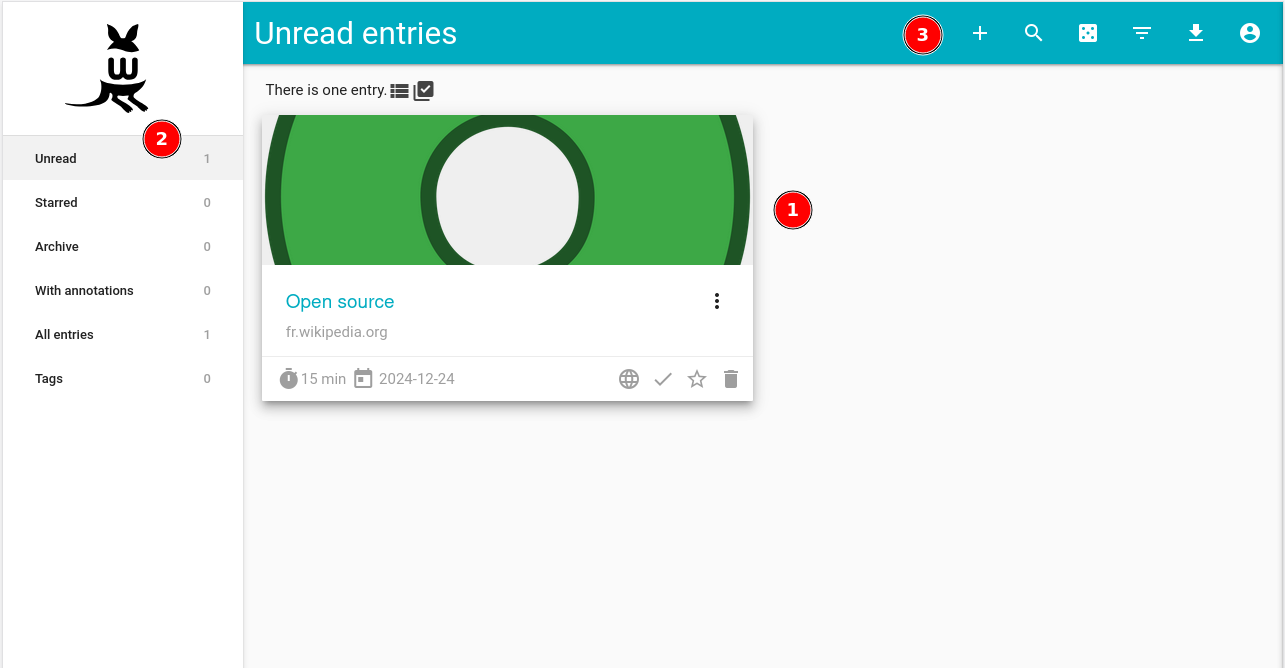 W
Unread entries
3
There is one entry.
2
Unread 1
Starred 0
Archive 0
With annotations 0
All entries 1
Tags 0
1
Open source
fr.wikipedia.org
15 min 2024-12-24